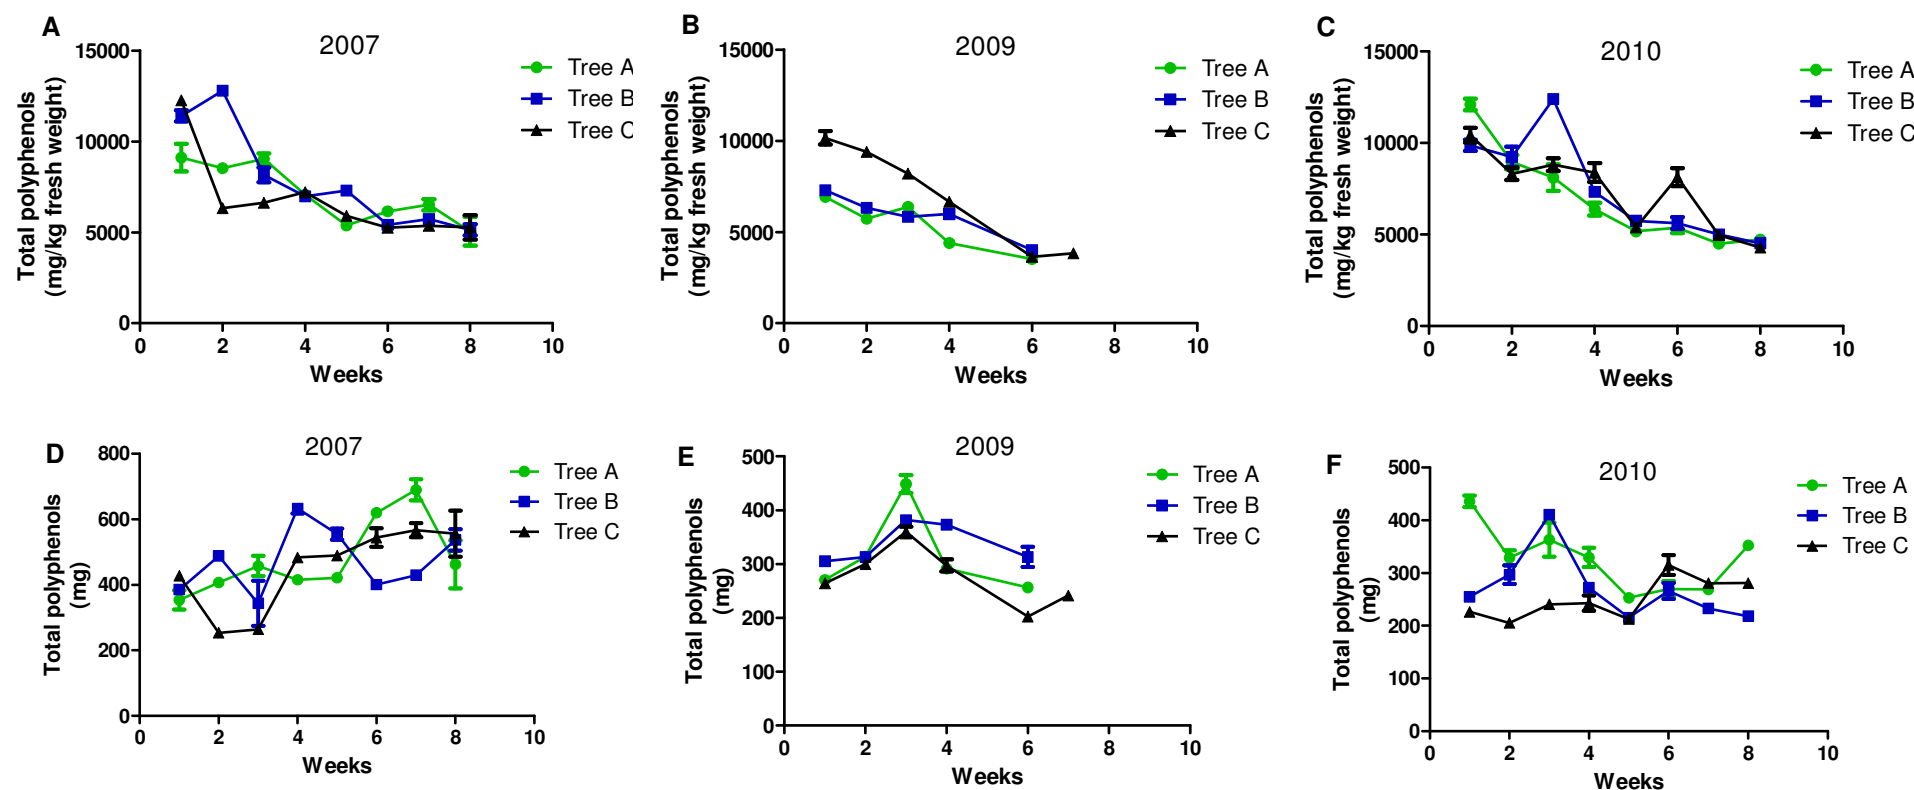 A
2007
15000
10000
5000
0
0 2 4 6 8 10
Total polyphenols
(mg/kg fresh weight)
Weeks
Tree A
Tree B
Tree C
B
2009
15000
10000
5000
0
0 2 4 6 8 10
Total polyphenols
(mg/kg fresh weight)
Weeks
Tree A
Tree B
Tree C
C
2010
15000
10000
5000
0
0 2 4 6 8 10
Total polyphenols
(mg/kg fresh weight)
Weeks
Tree A
Tree B
Tree C
D
2007
800
600
400
200
0
0 2 4 6 8 10
Total polyphenols
(mg)
Weeks
Tree A
Tree B
Tree C
E
2009
500
400
300
200
100
0
0 2 4 6 8 10
Total polyphenols
(mg)
Weeks
Tree A
Tree B
Tree C
F
2010
500
400
300
200
100
0
0 2 4 6 8 10
Total polyphenols
(mg)
Weeks
Tree A
Tree B
Tree C